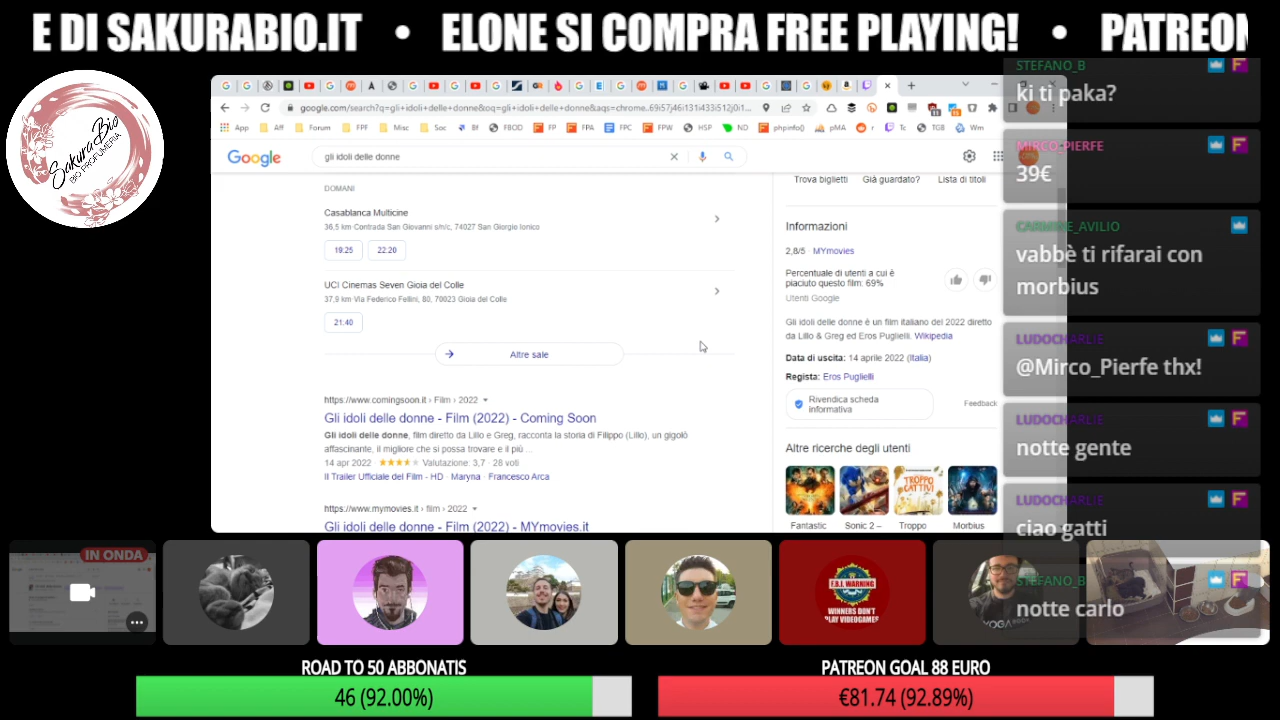 E DI SAKURABIO.IT • ELONE SI COMPRA FREE PLAYING! • PATREON
SakuraBio
BIOPROFUMERIA
google.com/search?q=gli+idoli+delle+donne&oq=gli+idoli+delle+donne&aqs=chrome..69i57j46i131i433i512j0i1...
App Aff Forum FPF Misc Soc Bf FBOD FP FPA FPC FPW HSP ND phpinfo() pMA r Tc TGB Wm
Google
gli idoli delle donne
DOMANI
Casablanca Multicine
36,5 km·Contrada San Giovanni s/n/c, 74027 San Giorgio Ionico
19:25 22:20
UCI Cinemas Seven Gioia del Colle
37,9 km·Via Federico Fellini, 80, 70023 Gioia del Colle
21:40
Altre sale
https://www.comingsoon.it › Film › 2022
Gli idoli delle donne - Film (2022) - Coming Soon
Gli idoli delle donne, film diretto da Lillo e Greg, racconta la storia di Filippo (Lillo), un gigolò
affascinante, il migliore che si possa trovare e il più ...
14 apr 2022 · Valutazione: 3,7 · 28 voti
Il Trailer Ufficiale del Film - HD · Maryna · Francesco Arca
https://www.mymovies.it › film › 2022
Gli idoli delle donne - Film (2022) - MYmovies.it
Trova biglietti Già guardato? Lista di titoli
Informazioni
2,8/5 · MYmovies
Percentuale di utenti a cui è
piaciuto questo film: 69%
Utenti Google
Gli idoli delle donne è un film italiano del 2022 diretto
da Lillo & Greg ed Eros Puglielli. Wikipedia
Data di uscita: 14 aprile 2022 (Italia)
Regista: Eros Puglielli
Rivendica scheda
informativa
Feedback
Altre ricerche degli utenti
Fantastic Sonic 2 – Troppo Morbius
STEFANO_B
ki ti paka?
MIRCO_PIERFE
39€
CARMINE_AVILIO
vabbè ti rifarai con
morbius
LUDOCHARLIE
@Mirco_Pierfe thx!
LUDOCHARLIE
notte gente
LUDOCHARLIE
ciao gatti
STEFANO_B
notte carlo
IN ONDA
F.B.I. WARNING
WINNERS DON'T
PLAY VIDEOGAMES
ROAD TO 50 ABBONATIS
46 (92.00%)
PATREON GOAL 88 EURO
€81.74 (92.89%)